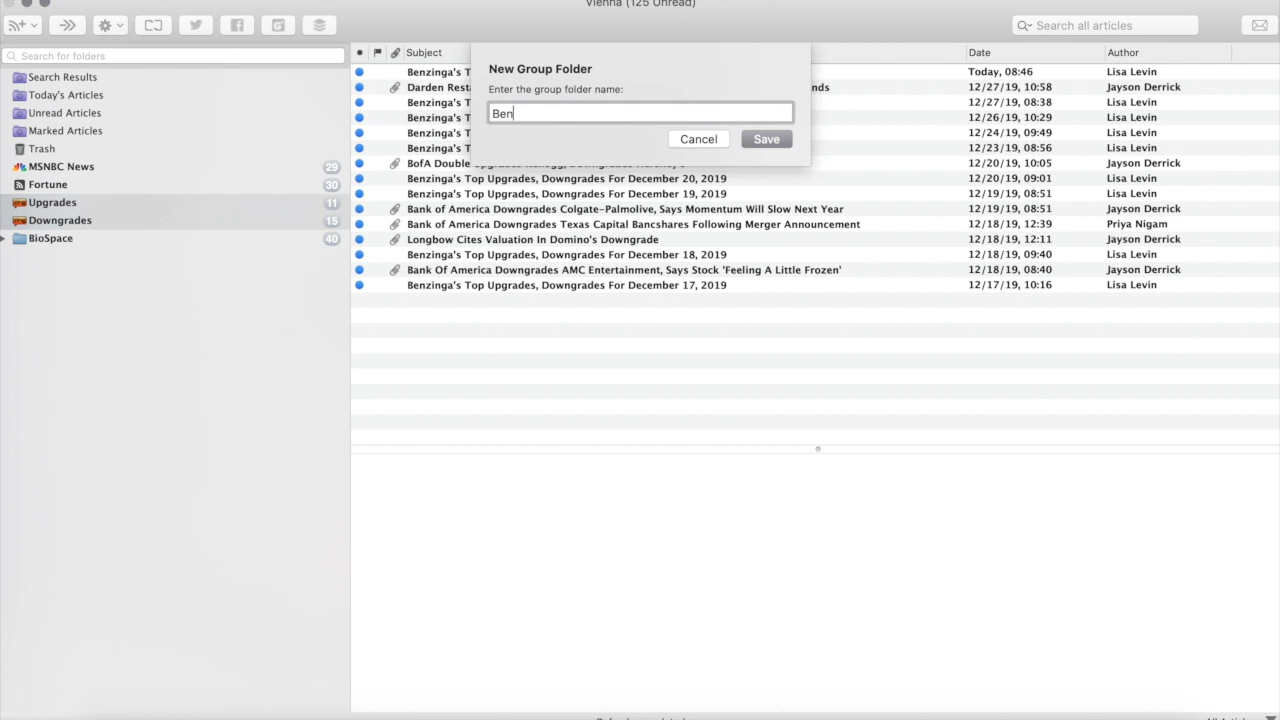 Vienna (125 Unread)
Search all articles
Search for folders
Search Results
Today's Articles
Unread Articles
Marked Articles
Trash
MSNBC News 29
Fortune 30
Upgrades 11
Downgrades 15
BioSpace 40
Subject Date Author
New Group Folder
Enter the group folder name:
Ben
Cancel Save
Benzinga's T Today, 08:46 Lisa Levin
Darden Rest nds 12/27/19, 10:58 Jayson Derrick
Benzinga's T 12/27/19, 08:38 Lisa Levin
Benzinga's T 12/26/19, 10:29 Lisa Levin
Benzinga's T 12/24/19, 09:49 Lisa Levin
Benzinga's T 12/23/19, 08:56 Lisa Levin
BofA Double 12/20/19, 10:05 Jayson Derrick
Benzinga's Top Upgrades, Downgrades For December 20, 2019 12/20/19, 09:01 Lisa Levin
Benzinga's Top Upgrades, Downgrades For December 19, 2019 12/19/19, 08:51 Lisa Levin
Bank of America Downgrades Colgate-Palmolive, Says Momentum Will Slow Next Year 12/19/19, 08:51 Jayson Derrick
Bank of America Downgrades Texas Capital Bancshares Following Merger Announcement 12/18/19, 12:39 Priya Nigam
Longbow Cites Valuation In Domino's Downgrade 12/18/19, 12:11 Jayson Derrick
Benzinga's Top Upgrades, Downgrades For December 18, 2019 12/18/19, 09:40 Lisa Levin
Bank Of America Downgrades AMC Entertainment, Says Stock 'Feeling A Little Frozen' 12/18/19, 08:40 Jayson Derrick
Benzinga's Top Upgrades, Downgrades For December 17, 2019 12/17/19, 10:16 Lisa Levin